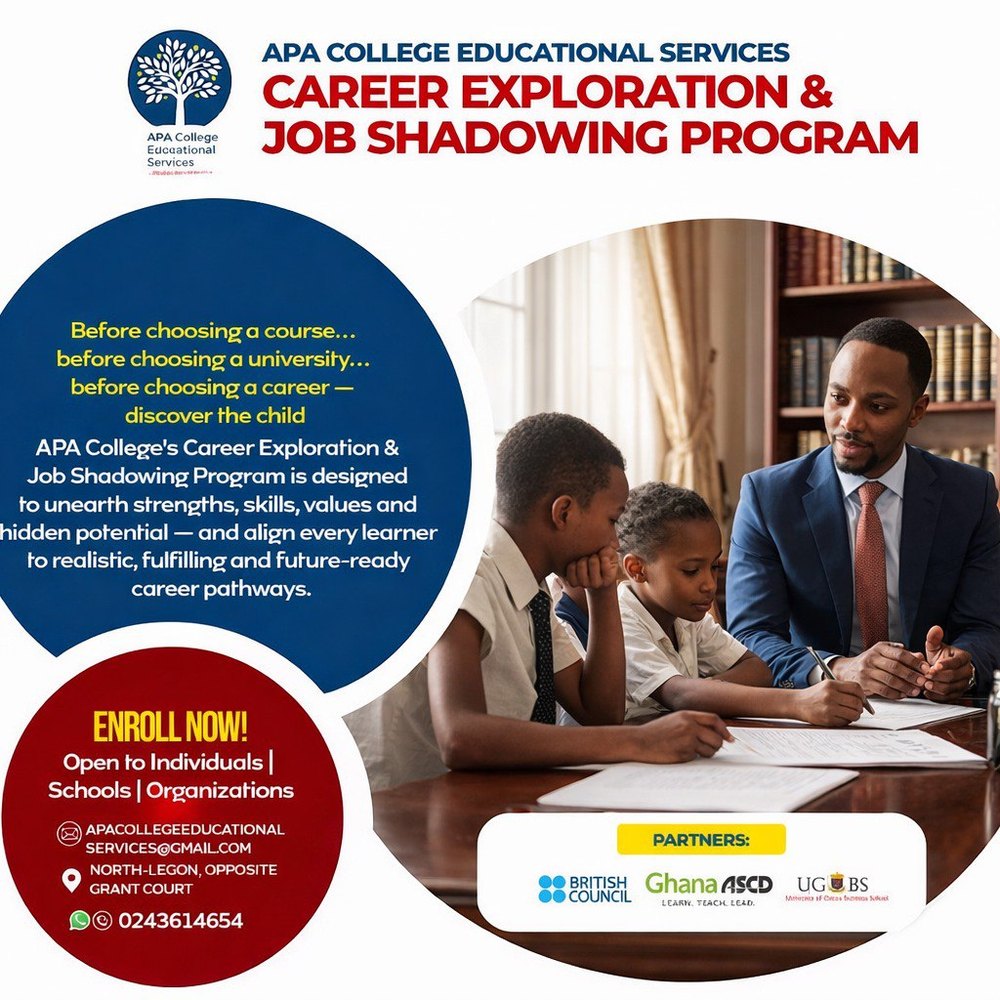 APA COLLEGE EDUCATIONAL SERVICES
CAREER EXPLORATION &
JOB SHADOWING PROGRAM
APA College
Educational
Services
Before choosing a course...
before choosing a university...
before choosing a career —
discover the child
APA College's Career Exploration &
Job Shadowing Program is designed
to unearth strengths, skills, values and
hidden potential — and align every learner
to realistic, fulfilling and future-ready
career pathways.
ENROLL NOW!
Open to Individuals |
Schools | Organizations
APACOLLEGEEDUCATIONAL
SERVICES@GMAIL.COM
NORTH-LEGON, OPPOSITE
GRANT COURT
0243614654
PARTNERS:
BRITISH
COUNCIL
Ghana ASCD
LEARN. TEACH. LEAD.
UGBS